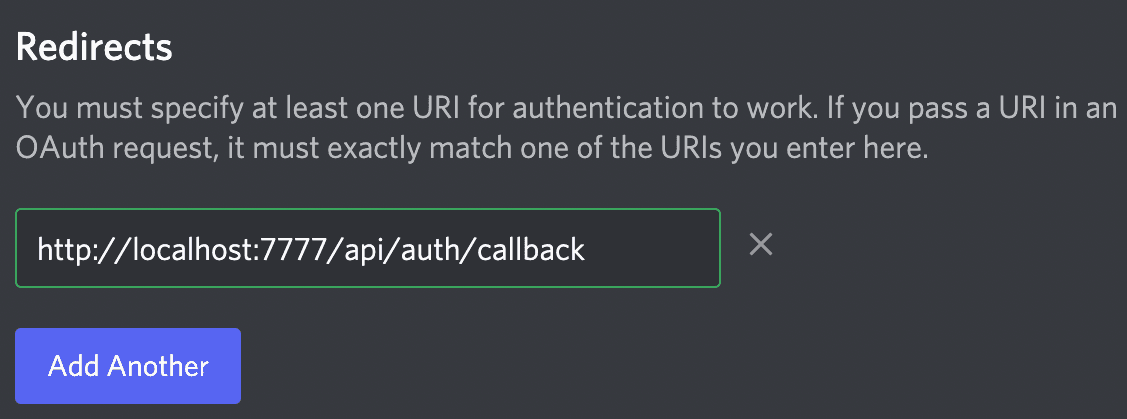 Redirects
You must specify at least one URI for authentication to work. If you pass a URI in an
OAuth request, it must exactly match one of the URIs you enter here.
http://localhost:7777/api/auth/callback
Add Another